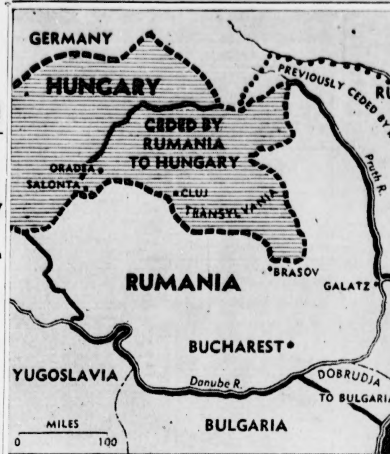 GERMANY
HUNGARY
PREVIOUSLY CEDED BY
CEDED BY
RUMANIA
TO HUNGARY
ORADEA
SALONTA
CLUJ
TRANSYLVANIA
Pruth R.
RUMANIA
BRASOV
GALATZ
BUCHAREST
YUGOSLAVIA
Danube R.
DOBRUDJA
TO BULGARIA
BULGARIA
MILES
0 100